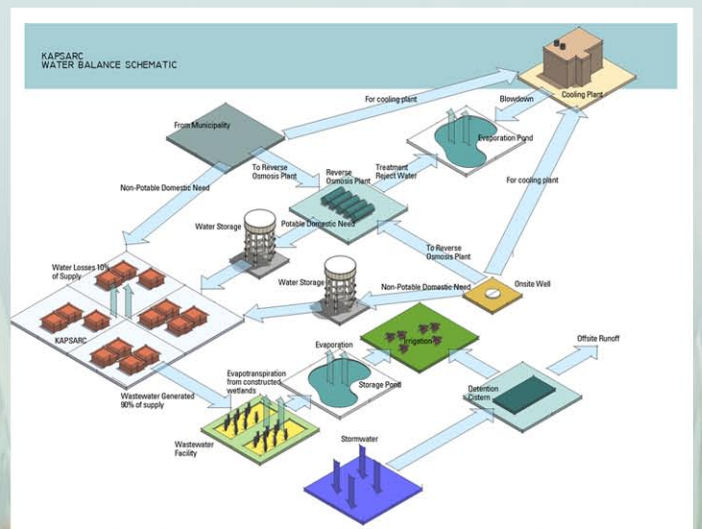 KAPSARC
WATER BALANCE SCHEMATIC
For cooling plant
Blowdown
Cooling Plant
From Municipality
Evaporation Pond
To Reverse
Osmosis Plant
Reverse
Osmosis Plant
Treatment
Reject Water
Non-Potable Domestic Need
For cooling plant
Water Storage
Potable Domestic Need
To Reverse
Osmosis Plant
Water Losses 10%
of Supply
Water Storage
Non-Potable Domestic Need
Onsite Well
KAPSARC
Evaporation
Irrigation
Offsite Runoff
Evapotranspiration
from constructed
wetlands
Storage Pond
Detention
Cistern
Wastewater Generated
90% of supply
Wastewater
Facility
Stormwater